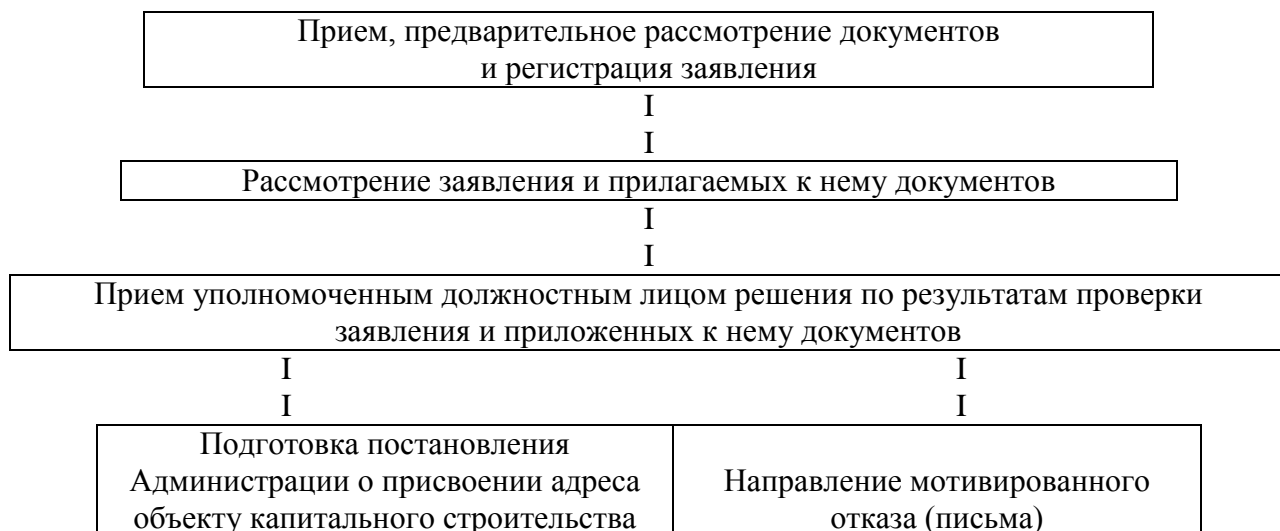 Прием, предварительное рассмотрение документов
и регистрация заявления
I
I
Рассмотрение заявления и прилагаемых к нему документов
I
I
Прием уполномоченным должностным лицом решения по результатам проверки
заявления и приложенных к нему документов
I I
I I
Подготовка постановления
Администрации о присвоении адреса
объекту капитального строительства
Направление мотивированного
отказа (письма)